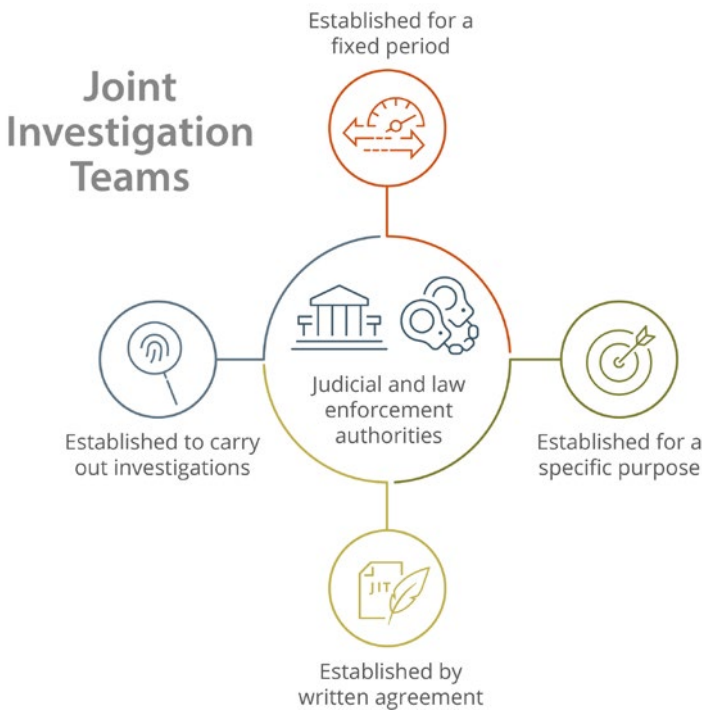 Joint
Investigation
Teams
Established for a
fixed period
Judicial and law
enforcement
authorities
Established to carry
out investigations
Established for a
specific purpose
JIT
Established by
written agreement